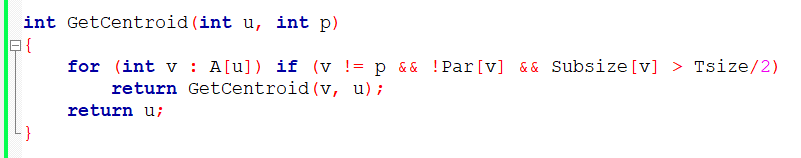 int GetCentroid(int u, int p)
{
    for (int v : A[u]) if (v != p && !Par[v] && Subsize[v] > Tsize/2)
        return GetCentroid(v, u);
    return u;
}